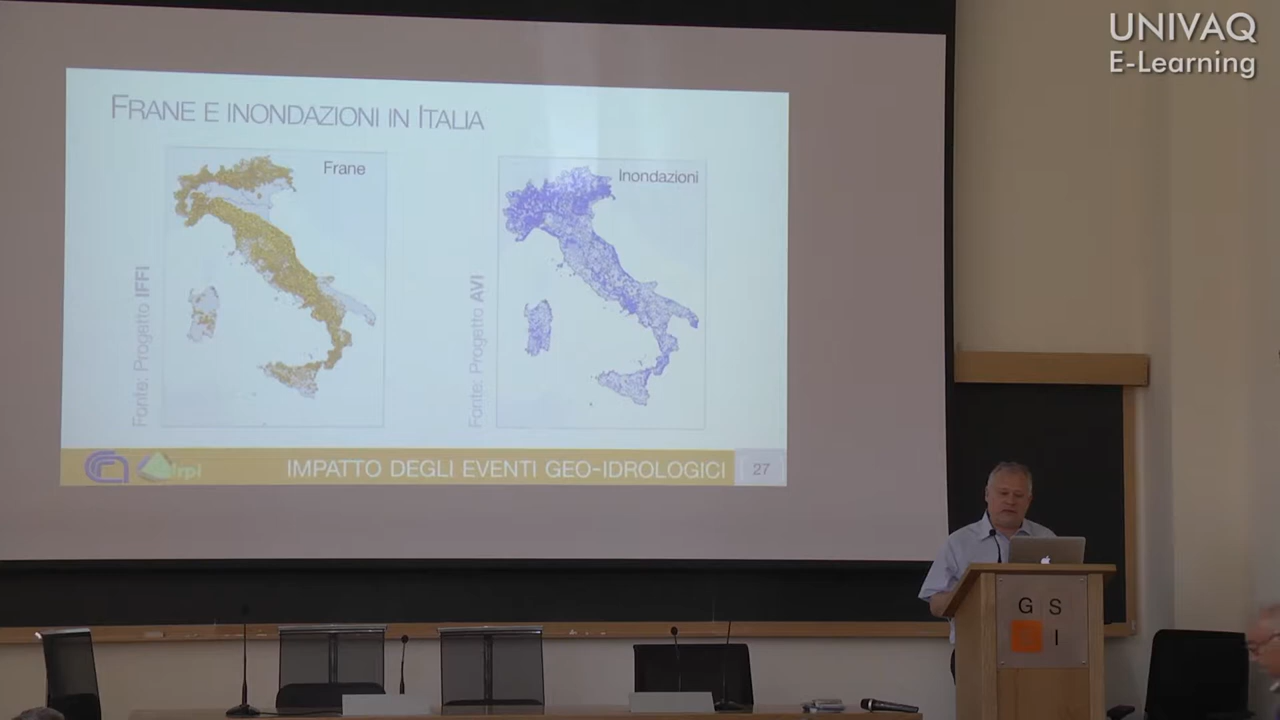 UNIVAQ
E-Learning
FRANE E INONDAZIONI IN ITALIA
Frane
Fonte: Progetto IFFI
Inondazioni
Fonte: Progetto AVI
irpi
IMPATTO DEGLI EVENTI GEO-IDROLOGICI
27
G S
S I